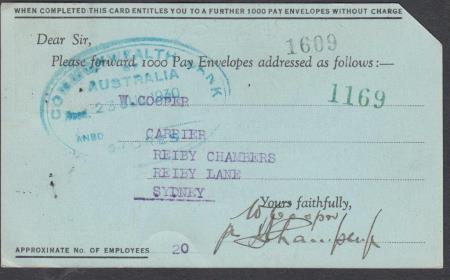 WHEN COMPLETED THIS CARD ENTITLES YOU TO A FURTHER 1000 PAY ENVELOPES WITHOUT CHARGE
Dear Sir,
1609
Please forward 1000 Pay Envelopes addressed as follows:—
COMMONWEALTH BANK
AUSTRALIA
1930
W.COOPER
1169
CARRIER
REIBY CHAMBERS
REIBY LANE
SYDNEY
Yours faithfully,
W Cooper
APPROXIMATE NO. OF EMPLOYEES 20